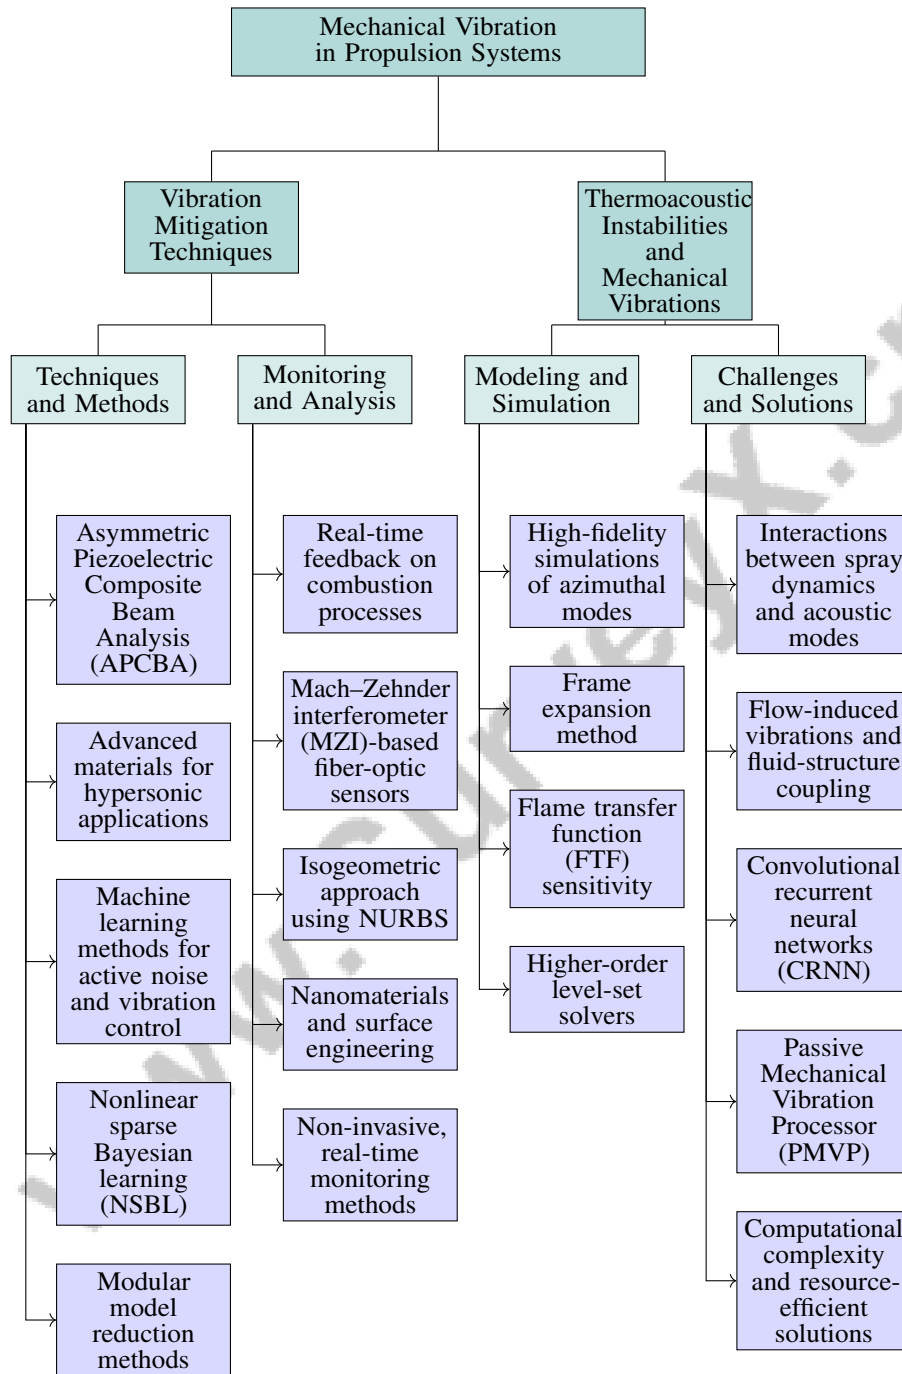 Mechanical Vibration
in Propulsion Systems
Vibration
Mitigation
Techniques
Thermoacoustic
Instabilities
and
Mechanical
Vibrations
Techniques
and Methods
Monitoring
and Analysis
Modeling and
Simulation
Challenges
and Solutions
Asymmetric
Piezoelectric
Composite
Beam
Analysis
(APCBA)
Advanced
materials for
hypersonic
applications
Machine
learning
methods for
active noise
and vibration
control
Nonlinear
sparse
Bayesian
learning
(NSBL)
Modular
model
reduction
methods
Real-time
feedback on
combustion
processes
Mach–Zehnder
interferometer
(MZI)-based
fiber-optic
sensors
Isogeometric
approach
using NURBS
Nanomaterials
and surface
engineering
Non-invasive,
real-time
monitoring
methods
High-fidelity
simulations
of azimuthal
modes
Frame
expansion
method
Flame transfer
function
(FTF)
sensitivity
Higher-order
level-set
solvers
Interactions
between spray
dynamics
and acoustic
modes
Flow-induced
vibrations and
fluid-structure
coupling
Convolutional
recurrent
neural
networks
(CRNN)
Passive
Mechanical
Vibration
Processor
(PMVP)
Computational
complexity
and resource-
efficient
solutions